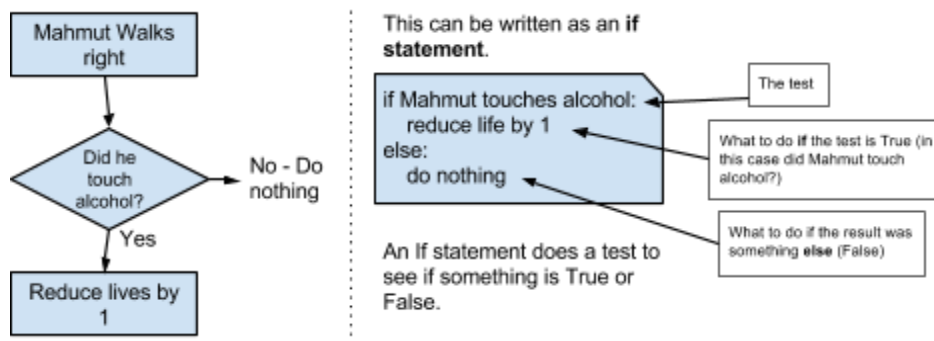 Mahmut Walks
right
Did he
touch
alcohol?
No - Do
nothing
Yes
Reduce lives by
1
This can be written as an if
statement.
if Mahmut touches alcohol:
reduce life by 1
else:
do nothing
The test
What to do if the test is True (in
this case did Mahmut touch
alcohol?)
What to do if the result was
something else (False)
An If statement does a test to
see if something is True or
False.